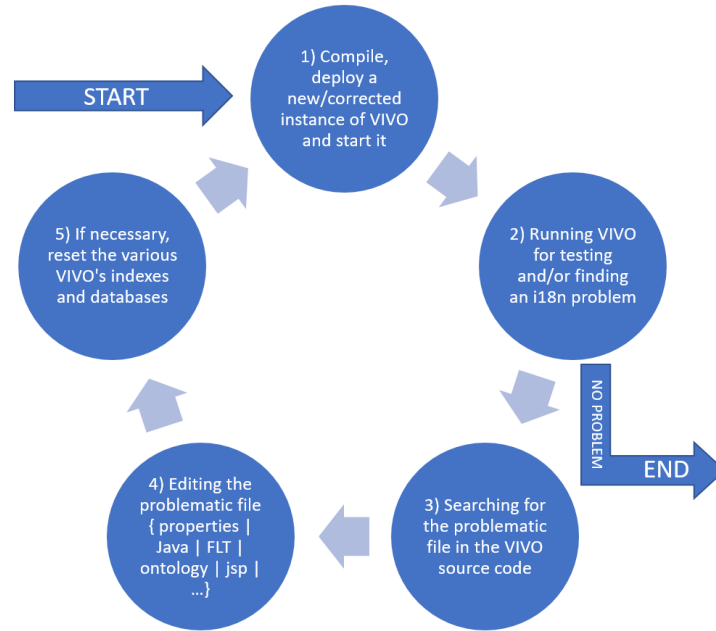 START
1) Compile,
deploy a
new/corrected
instance of VIVO
and start it
2) Running VIVO
for testing
and/or finding
an i18n problem
NO PROBLEM
END
3) Searching for
the problematic
file in the VIVO
source code
4) Editing the
problematic file
{ properties |
Java | FLT |
ontology | jsp |
...}
5) If necessary,
reset the various
VIVO's indexes
and databases